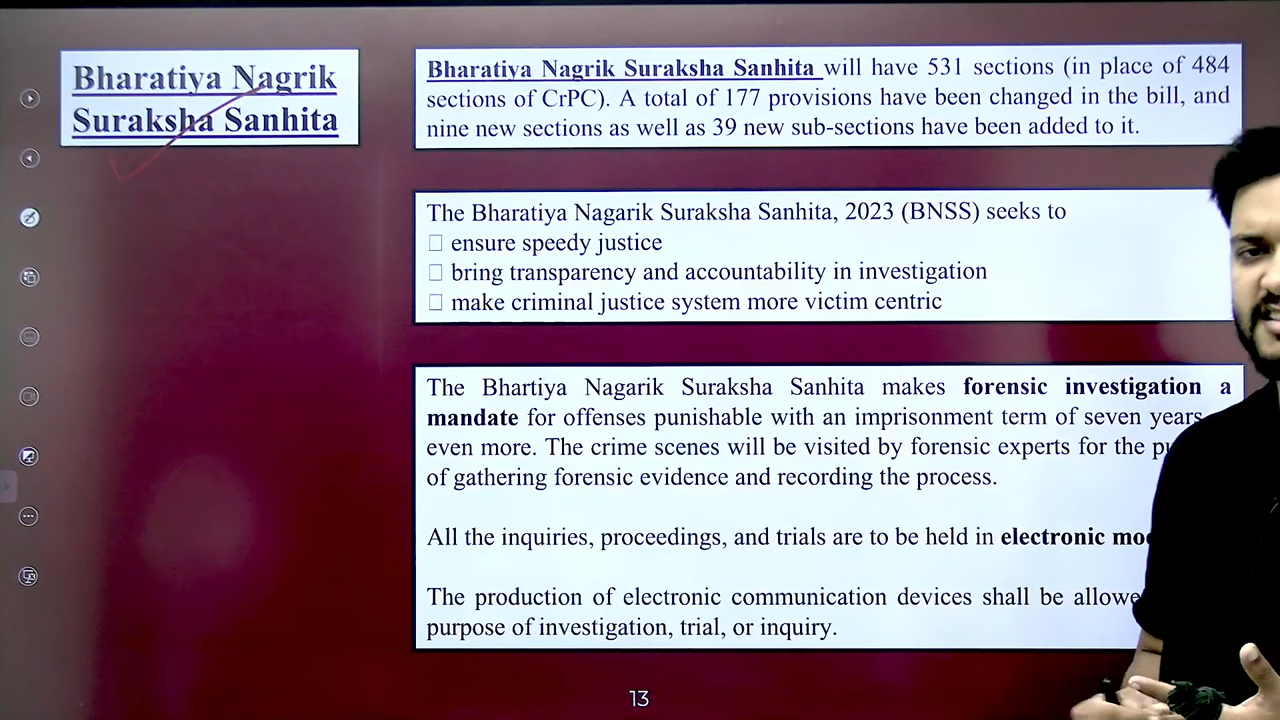 Bharatiya Nagrik
Suraksha Sanhita
Bharatiya Nagrik Suraksha Sanhita will have 531 sections (in place of 484
sections of CrPC). A total of 177 provisions have been changed in the bill, and
nine new sections as well as 39 new sub-sections have been added to it.
The Bharatiya Nagarik Suraksha Sanhita, 2023 (BNSS) seeks to
ensure speedy justice
bring transparency and accountability in investigation
make criminal justice system more victim centric
The Bhartiya Nagarik Suraksha Sanhita makes forensic investigation a
mandate for offenses punishable with an imprisonment term of seven years
even more. The crime scenes will be visited by forensic experts for the
of gathering forensic evidence and recording the process.
All the inquiries, proceedings, and trials are to be held in electronic
The production of electronic communication devices shall be
purpose of investigation, trial, or inquiry.
13